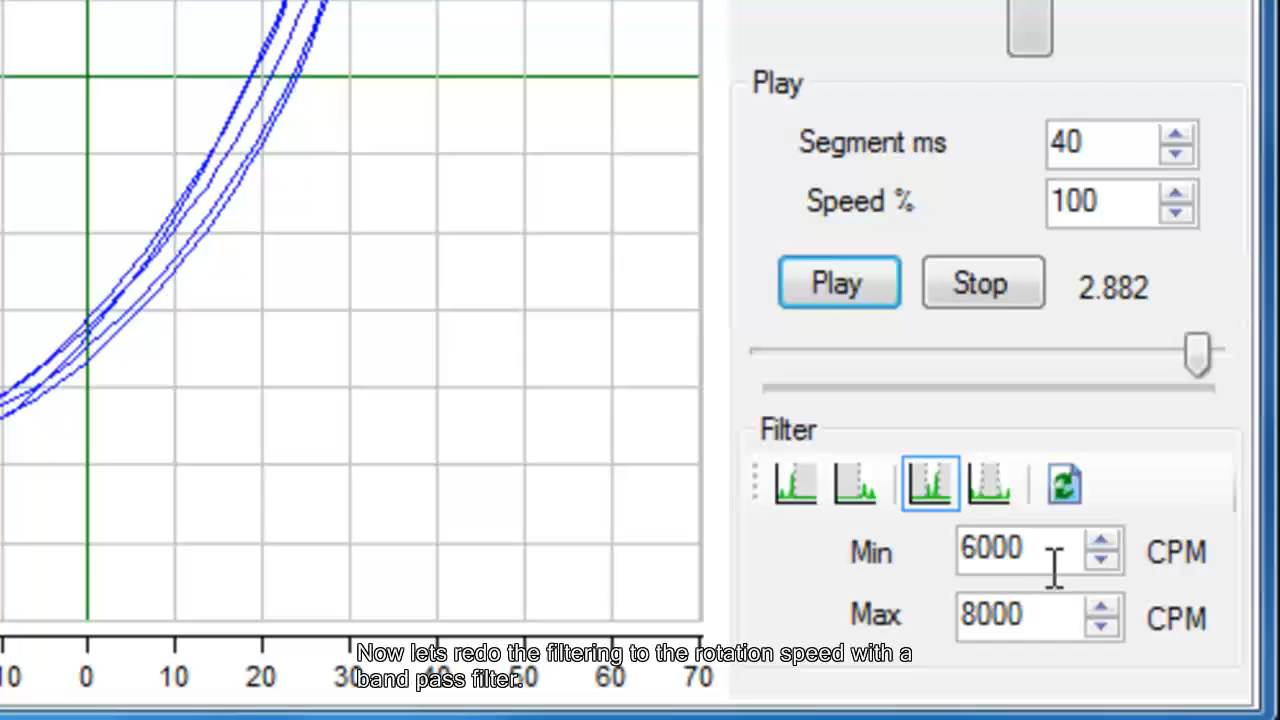 Play
Segment ms 40
Speed % 100
Play Stop 2.882
Filter
Min 6000 CPM
Max 8000 CPM
Now lets redo the filtering to the rotation speed with a
band pass filter.
10 0 10 20 30 40 50 60 70